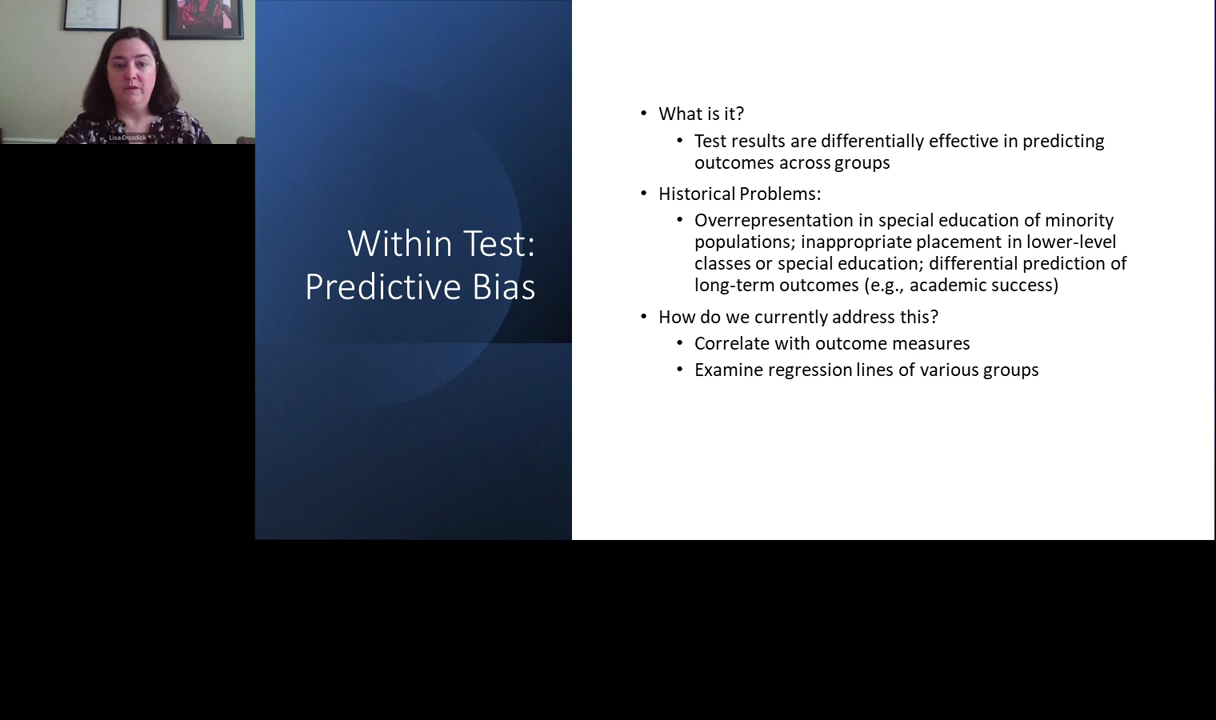 Lisa Drozdick
Within Test:
Predictive Bias
• What is it?
• Test results are differentially effective in predicting
outcomes across groups
• Historical Problems:
• Overrepresentation in special education of minority
populations; inappropriate placement in lower-level
classes or special education; differential prediction of
long-term outcomes (e.g., academic success)
• How do we currently address this?
• Correlate with outcome measures
• Examine regression lines of various groups